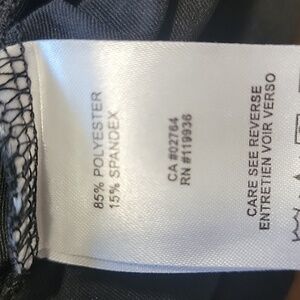 85% POLYESTER
15% SPANDEX
CA #02764
RN #119936
CARE SEE REVERSE
ENTRETIEN VOIR VERSO